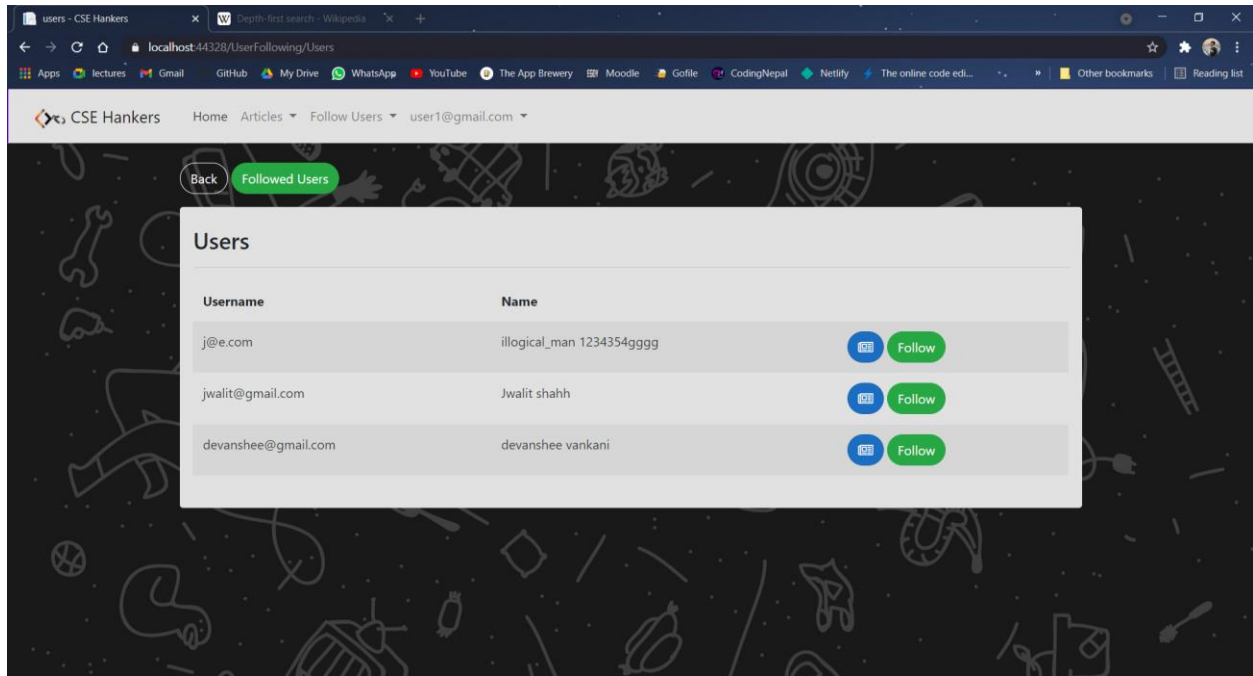 users - CSE Hankers
Depth-first search - Wikipedia
localhost:44328/UserFollowing/Users
Apps lectures Gmail GitHub My Drive WhatsApp YouTube The App Brewery Moodle Gofile CodingNepal Netlify The online code edi... » Other bookmarks Reading list
CSE Hankers Home Articles Follow Users user1@gmail.com
Back Followed Users
Users
Username Name
j@e.com illogical_man 1234354gggg Follow
jwalit@gmail.com Jwalit shahh Follow
devanshee@gmail.com devanshee vankani Follow